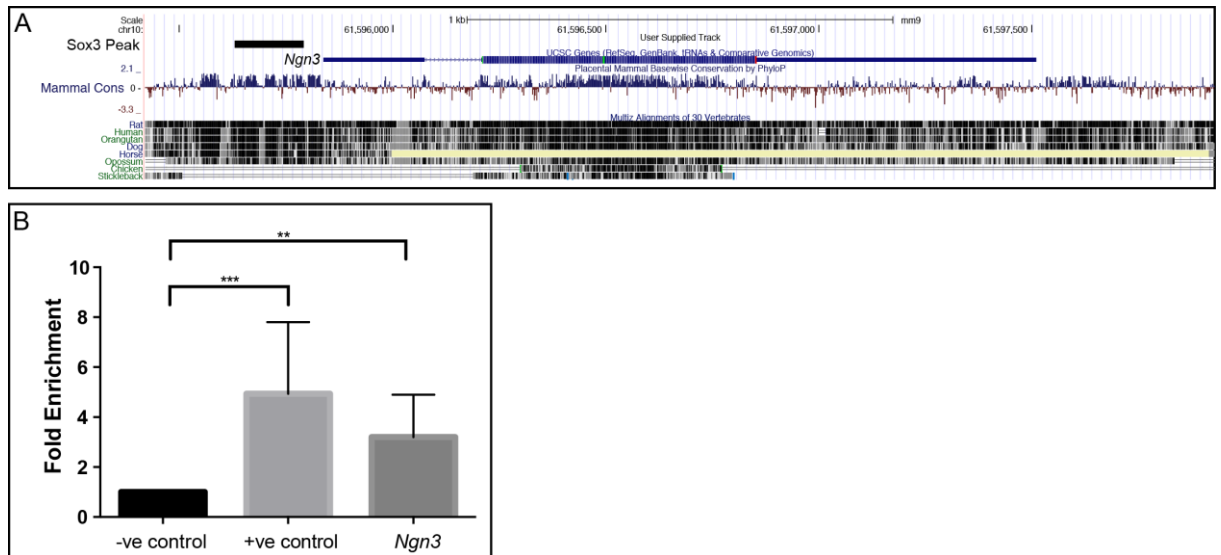 A
Scale
1 kb
mm9
chr10:
61,596,000
61,596,500
61,597,000
61,597,500
User Supplied Track
Sox3 Peak
UCSC Genes (RefSeq, GenBank, tRNAs & Comparative Genomics)
Ngn3
2.1 _
Placental Mammal Basewise Conservation by PhyloP
Mammal Cons
0 -
-3.3 _
Multiz Alignments of 30 Vertebrates
Rat
Human
Orangutan
Dog
Horse
Opossum
Chicken
Stickleback
B
**
***
10
8
6
4
2
0
Fold Enrichment
-ve control
+ve control
Ngn3